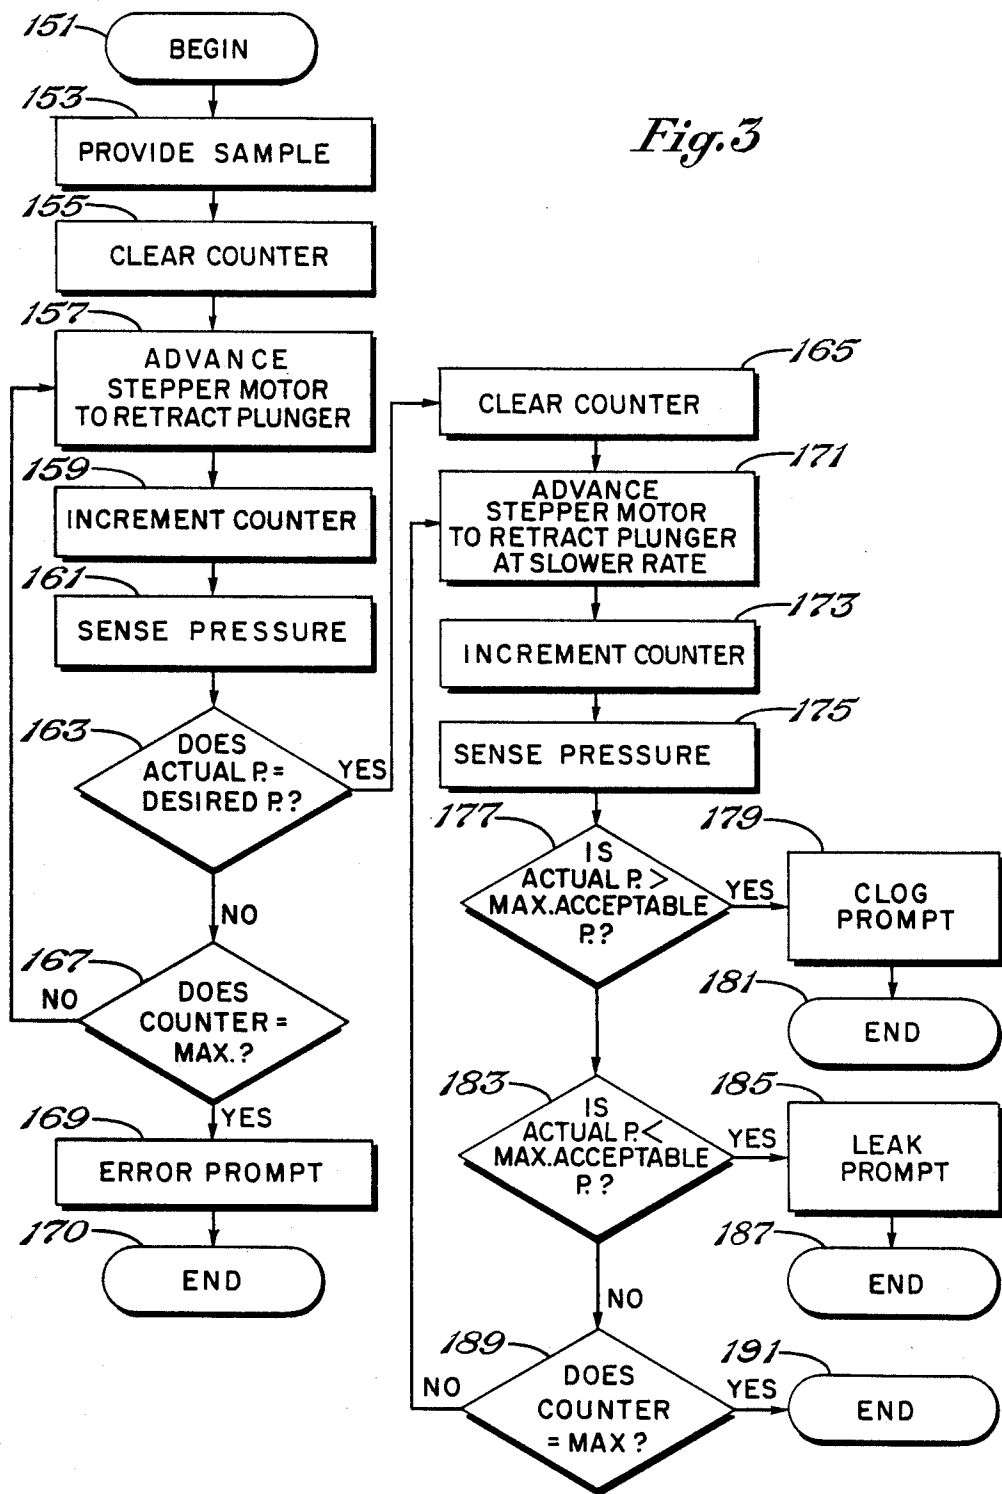 Fig.3
151
BEGIN
153
PROVIDE SAMPLE
155
CLEAR COUNTER
157
ADVANCE
STEPPER MOTOR
TO RETRACT PLUNGER
159
INCREMENT COUNTER
161
SENSE PRESSURE
163
DOES
ACTUAL P. =
DESIRED P.?
YES
NO
167
DOES
COUNTER =
MAX.?
NO
YES
169
ERROR PROMPT
170
END
165
CLEAR COUNTER
171
ADVANCE
STEPPER MOTOR
TO RETRACT PLUNGER
AT SLOWER RATE
173
INCREMENT COUNTER
175
SENSE PRESSURE
177
IS
ACTUAL P. >
MAX.ACCEPTABLE
P.?
YES
179
CLOG
PROMPT
181
END
183
IS
ACTUAL P. <
MAX.ACCEPTABLE
P.?
YES
185
LEAK
PROMPT
187
END
NO
189
DOES
COUNTER
= MAX?
NO
YES
191
END